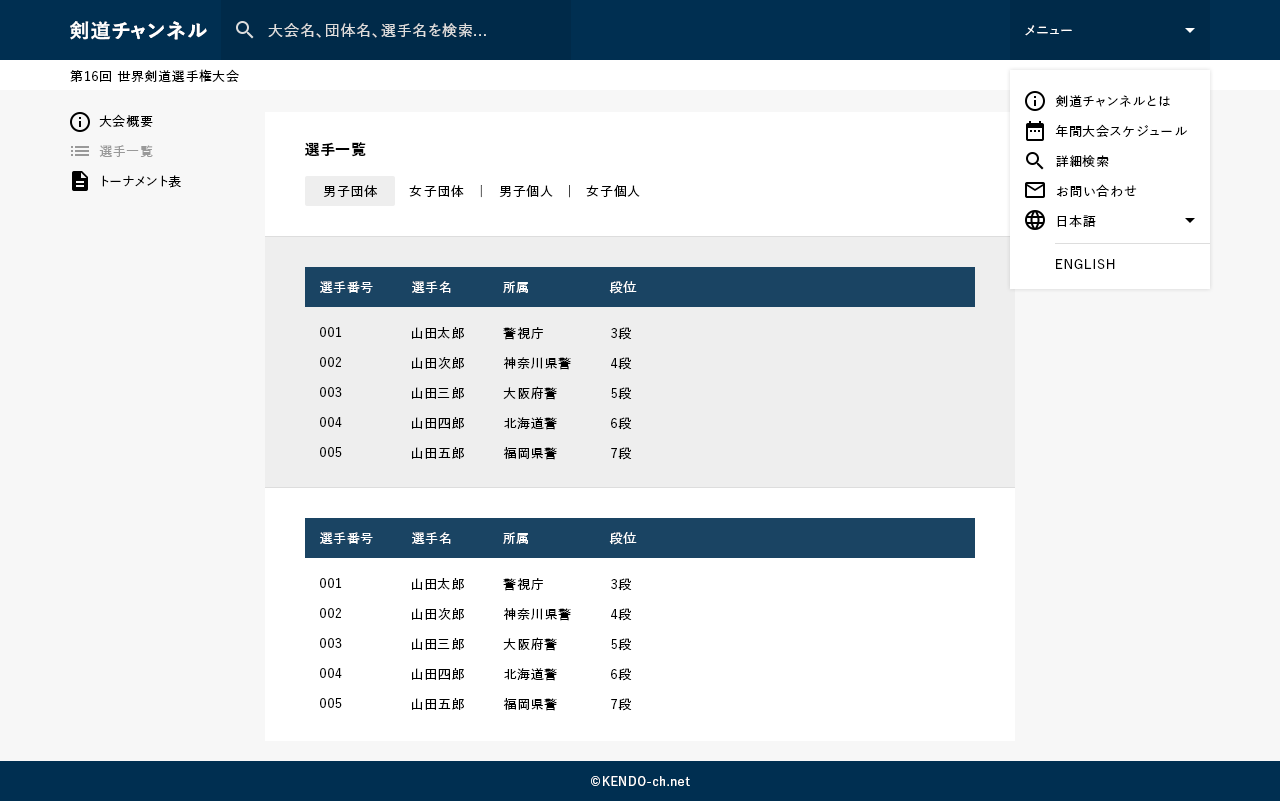 剣道チャンネル
大会名、団体名、選手名を検索...
メニュー
第16回 世界剣道選手権大会
剣道チャンネルとは
年間大会スケジュール
詳細検索
お問い合わせ
日本語
ENGLISH
大会概要
選手一覧
トーナメント表
選手一覧
男子団体 女子団体 | 男子個人 | 女子個人
選手番号 選手名 所属 段位
001 山田太郎 警視庁 3段
002 山田次郎 神奈川県警 4段
003 山田三郎 大阪府警 5段
004 山田四郎 北海道警 6段
005 山田五郎 福岡県警 7段
選手番号 選手名 所属 段位
001 山田太郎 警視庁 3段
002 山田次郎 神奈川県警 4段
003 山田三郎 大阪府警 5段
004 山田四郎 北海道警 6段
005 山田五郎 福岡県警 7段
©KENDO-ch.net